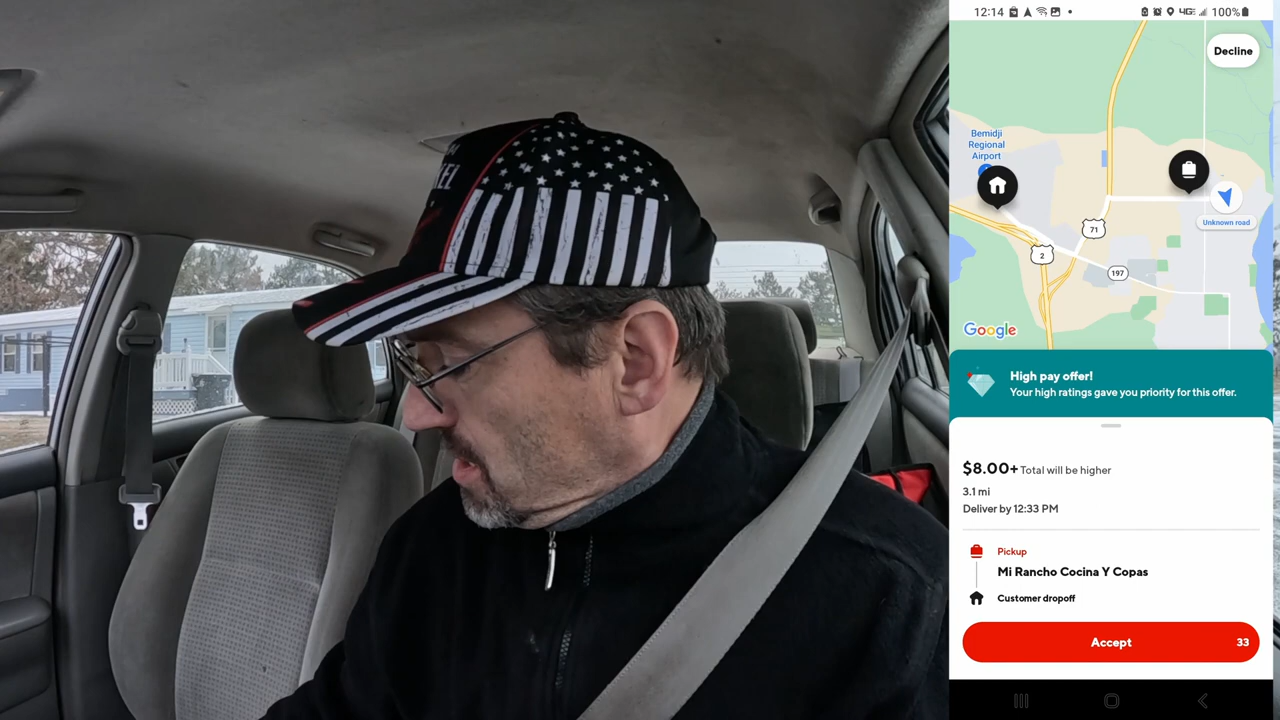 12:14
4GE
100%
Decline
Bemidji
Regional
Airport
Unknown road
71
2
197
Google
High pay offer!
Your high ratings gave you priority for this offer.
$8.00+ Total will be higher
3.1 mi
Deliver by 12:33 PM
Pickup
Mi Rancho Cocina Y Copas
Customer dropoff
Accept
33